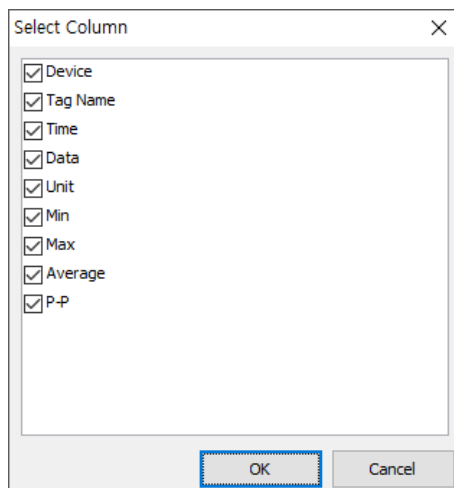 Select Column
Device
Tag Name
Time
Data
Unit
Min
Max
Average
P-P
OK
Cancel